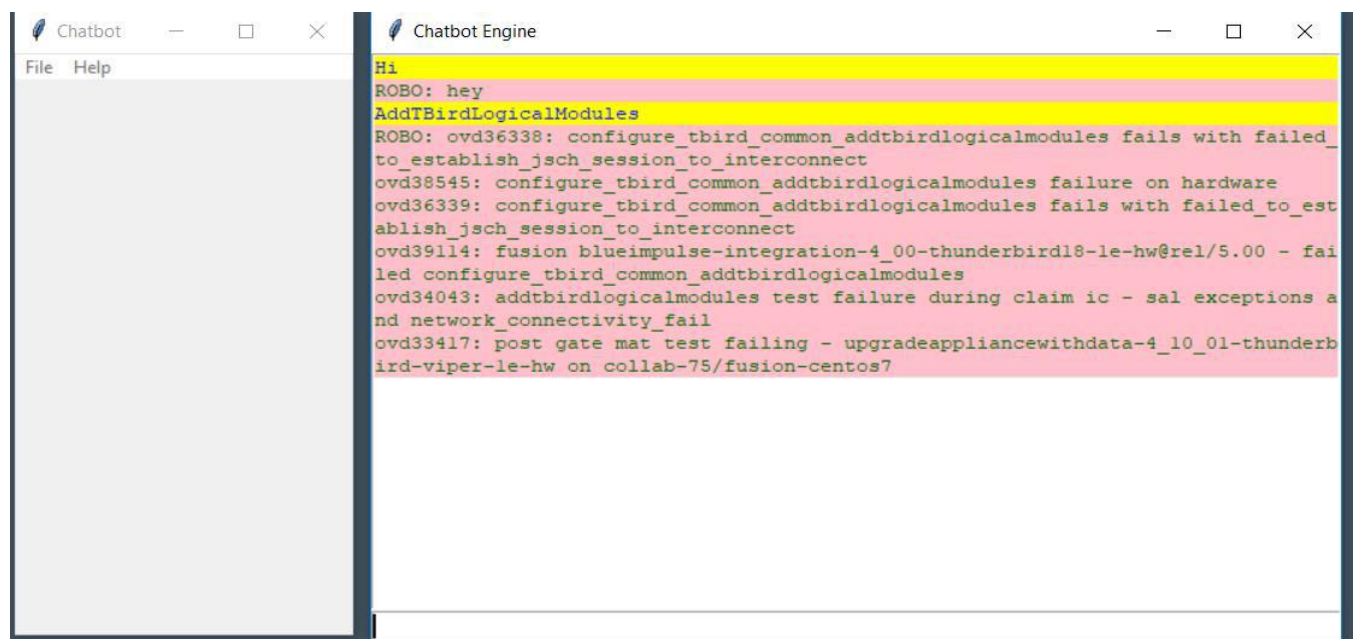 Chatbot
File Help
Chatbot Engine
Hi
ROBO: hey
AddTBirdLogicalModules
ROBO: ovd36338: configure_tbird_common_addtbirdlogicalmodules fails with failed_
to_establish_jsch_session_to_interconnect
ovd38545: configure_tbird_common_addtbirdlogicalmodules failure on hardware
ovd36339: configure_tbird_common_addtbirdlogicalmodules fails with failed_to_est
ablish_jsch_session_to_interconnect
ovd39114: fusion blueimpulse-integration-4_00-thunderbird18-le-hw@rel/5.00 - fai
led configure_tbird_common_addtbirdlogicalmodules
ovd34043: addtbirdlogicalmodules test failure during claim ic - sal exceptions a
nd network_connectivity_fail
ovd33417: post gate mat test failing - upgradeappliancewithdata-4_10_01-thunderb
ird-viper-le-hw on collab-75/fusion-centos7